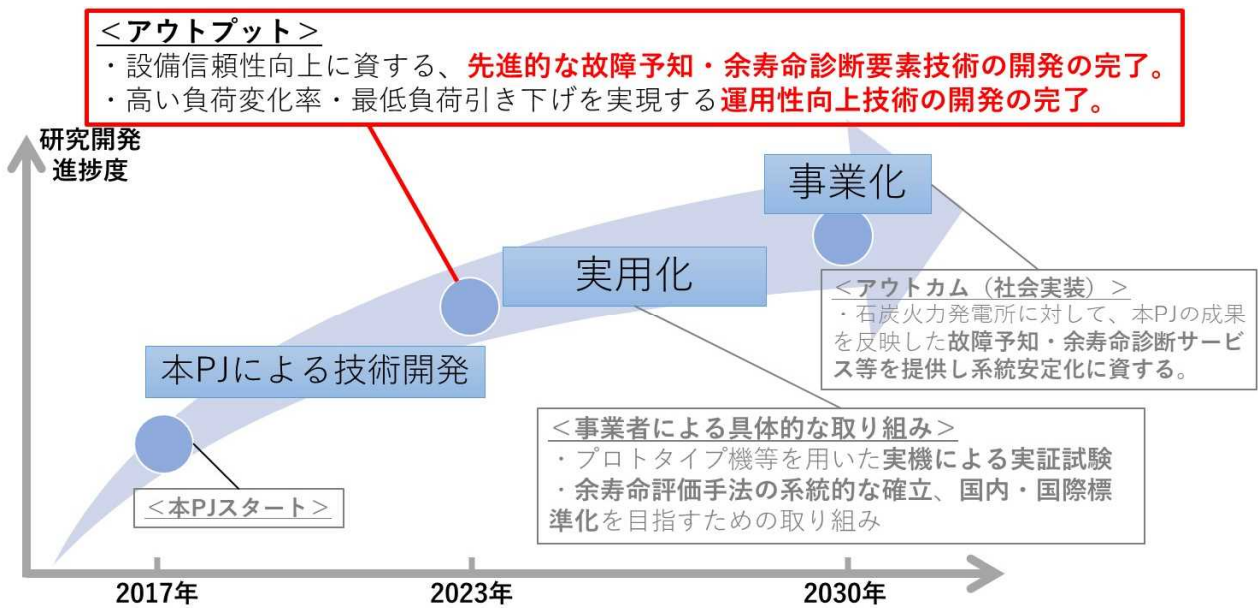 ＜アウトプット＞
・設備信頼性向上に資する、先進的な故障予知・余寿命診断要素技術の開発の完了。
・高い負荷変化率・最低負荷引き下げを実現する運用性向上技術の開発の完了。
研究開発
進捗度
事業化
実用化
＜アウトカム（社会実装）＞
・石炭火力発電所に対して、本PJの成果
を反映した故障予知・余寿命診断サービ
ス等を提供し系統安定化に資する。
本PJによる技術開発
＜事業者による具体的な取り組み＞
・プロトタイプ機等を用いた実機による実証試験
・余寿命評価手法の系統的な確立、国内・国際標
準化を目指すための取り組み
＜本PJスタート＞
2017年
2023年
2030年